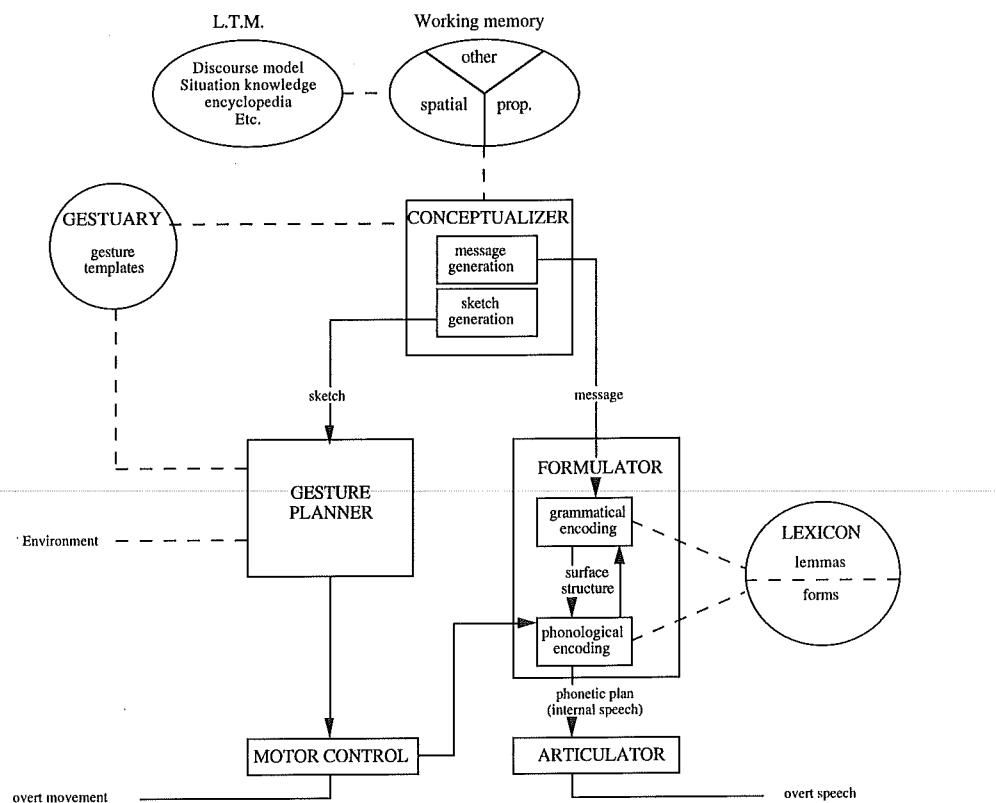 L.T.M.
Working memory
Discourse model
Situation knowledge
encyclopedia
Etc.
other
spatial
prop.
GESTUARY
gesture
templates
CONCEPTUALIZER
message
generation
sketch
generation
sketch
message
GESTURE
PLANNER
Environment
FORMULATOR
grammatical
encoding
surface
structure
phonological
encoding
LEXICON
lemmas
forms
phonetic plan
(internal speech)
MOTOR CONTROL
ARTICULATOR
overt movement
overt speech